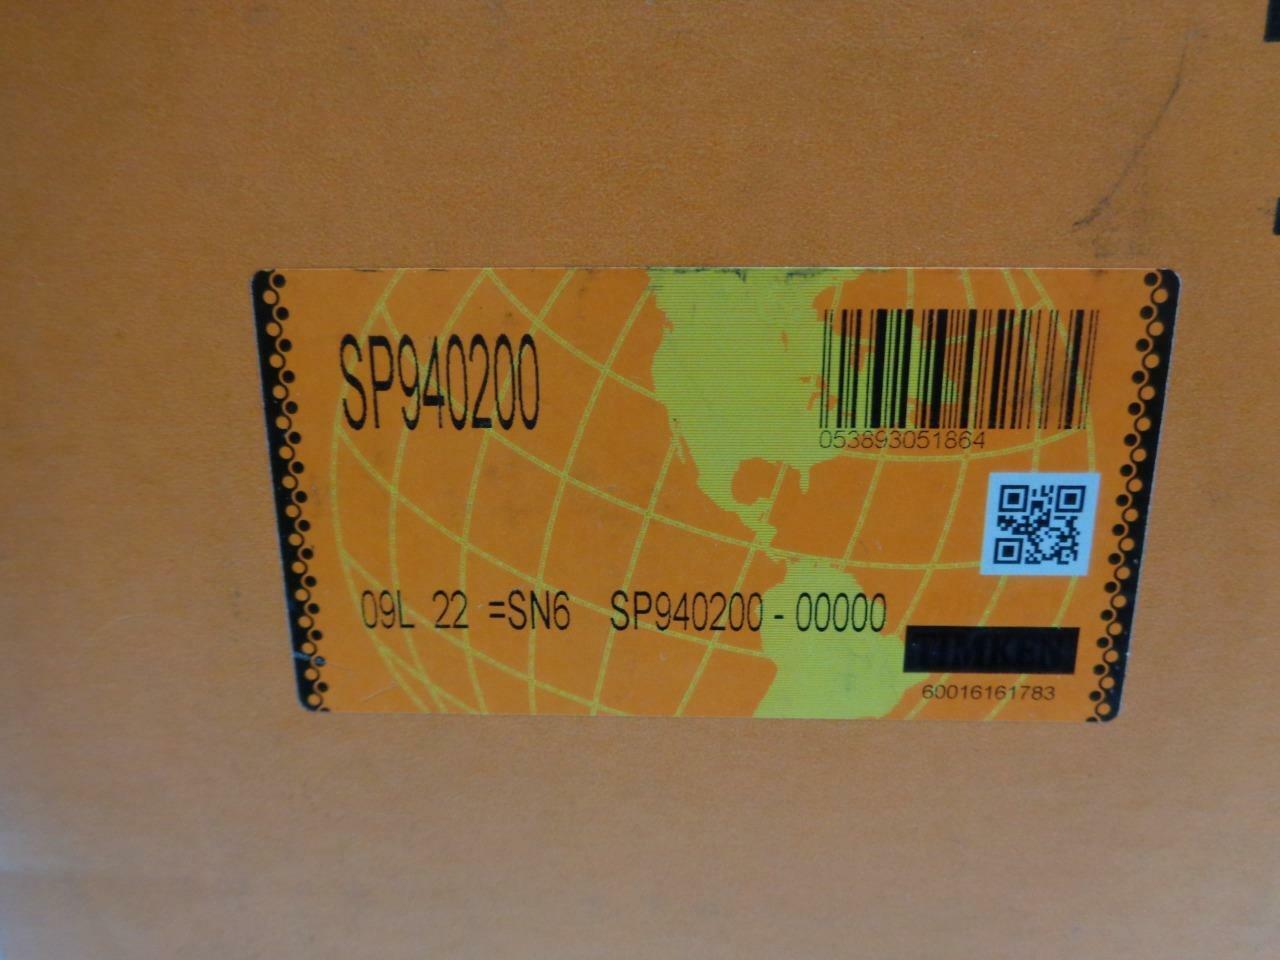 SP940200
053893051864
09L 22 =SN6 SP940200-00000
TIMKEN
60016161783